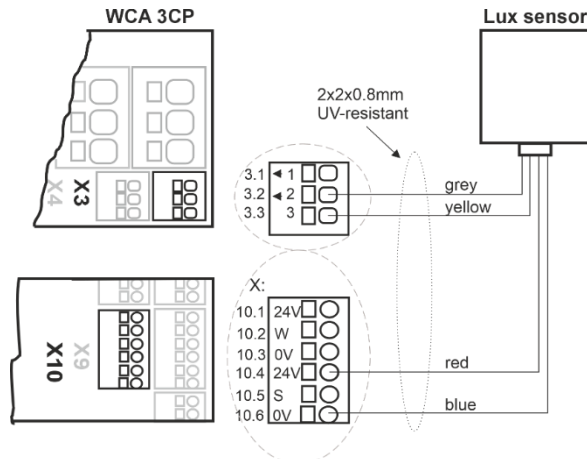 WCA 3CP
Lux sensor
2x2x0.8mm
UV-resistant
X4
X3
3.1 ◄ 1
3.2 ◄ 2
3.3 3
grey
yellow
X10
X9
X:
10.1 24V
10.2 W
10.3 0V
10.4 24V
10.5 S
10.6 0V
red
blue